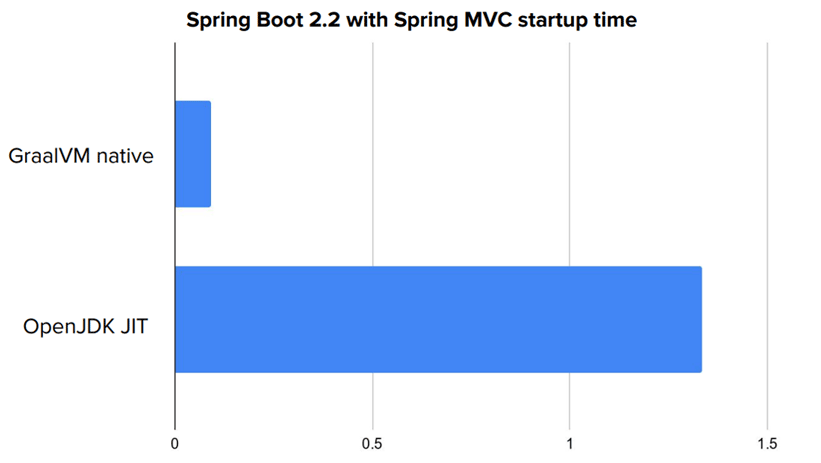 Spring Boot 2.2 with Spring MVC startup time
GraalVM native
OpenJDK JIT
0 0.5 1 1.5